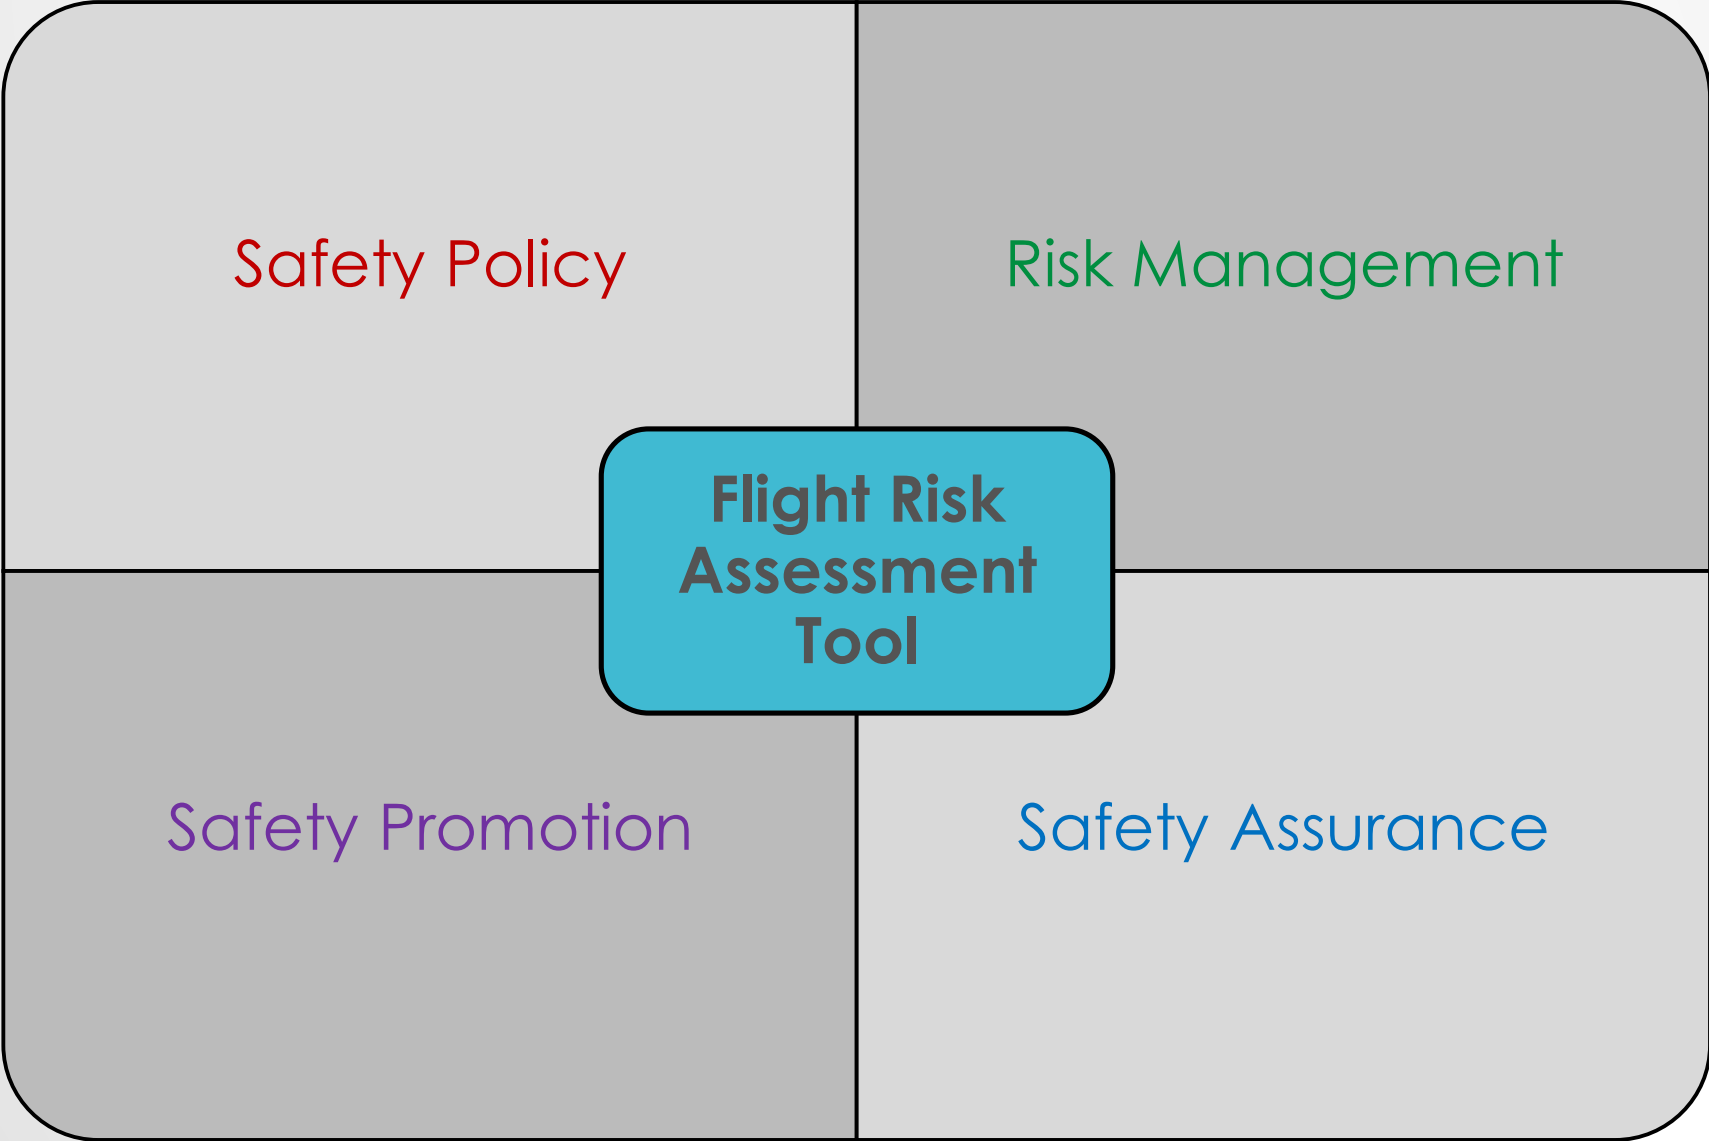 Safety Policy
Risk Management
Flight Risk
Assessment
Tool
Safety Promotion
Safety Assurance